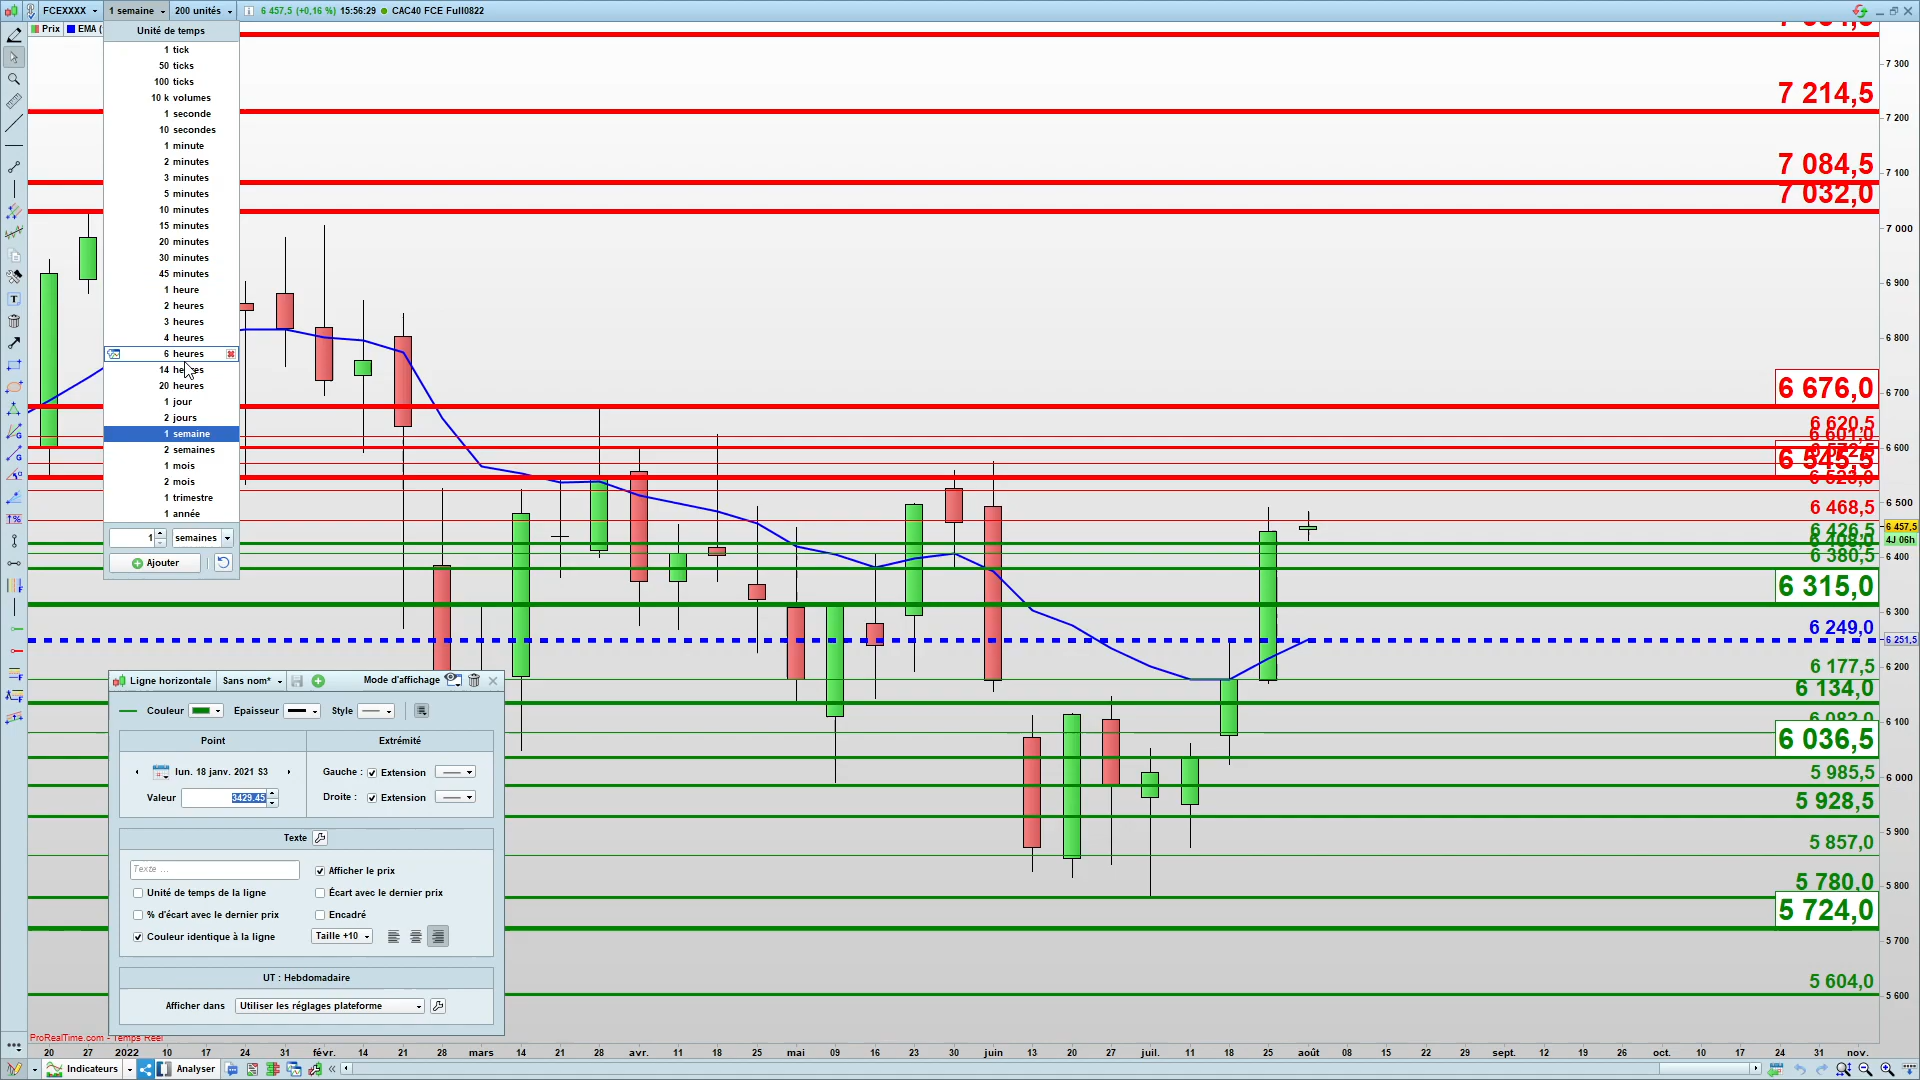 FCEXXXX
1 semaine
200 unités
6 457,5 (+0,16 %) 15:56:29
CAC40 FCE Full0822
Prix
EMA (
Unité de temps
1 tick
50 ticks
100 ticks
10 k volumes
1 seconde
10 secondes
1 minute
2 minutes
3 minutes
5 minutes
10 minutes
15 minutes
20 minutes
30 minutes
45 minutes
1 heure
2 heures
3 heures
4 heures
6 heures
14 heures
20 heures
1 jour
2 jours
1 semaine
2 semaines
1 mois
2 mois
1 trimestre
1 année
1
semaines
Ajouter
7 214,5
7 084,5
7 032,0
6 676,0
6 620,5
6 601,0
6 545,5
6 523,0
6 468,5
6 426,5
6 380,5
6 315,0
6 249,0
6 177,5
6 134,0
6 082,0
6 036,5
5 985,5
5 928,5
5 857,0
5 780,0
5 724,0
5 604,0
7 300
7 200
7 100
7 000
6 900
6 800
6 700
6 600
6 500
6 457,5
4J 06h
6 400
6 300
6 251,5
6 200
6 100
6 000
5 900
5 800
5 700
5 600
Ligne horizontale
Sans nom*
Mode d'affichage
Couleur
Epaisseur
Style
Point
Extrémité
lun. 18 janv. 2021 S3
Gauche : Extension
Valeur
3429.45
Droite : Extension
Texte
Texte ...
Afficher le prix
Unité de temps de la ligne
Écart avec le dernier prix
% d'écart avec le dernier prix
Encadré
Couleur identique à la ligne
Taille +10
UT : Hebdomadaire
Afficher dans
Utiliser les réglages plateforme
ProRealTime.com - Temps Réel
20 27 2022 10 17 24 31 févr. 14 21 28 mars 14 21 28 avr. 11 18 25 mai 09 16 23 30 juin 13 20 27 juil. 11 18 25 août 08 15 22 29 sept. 12 19 26 oct. 10 17 24 31 nov.
Indicateurs
Analyser